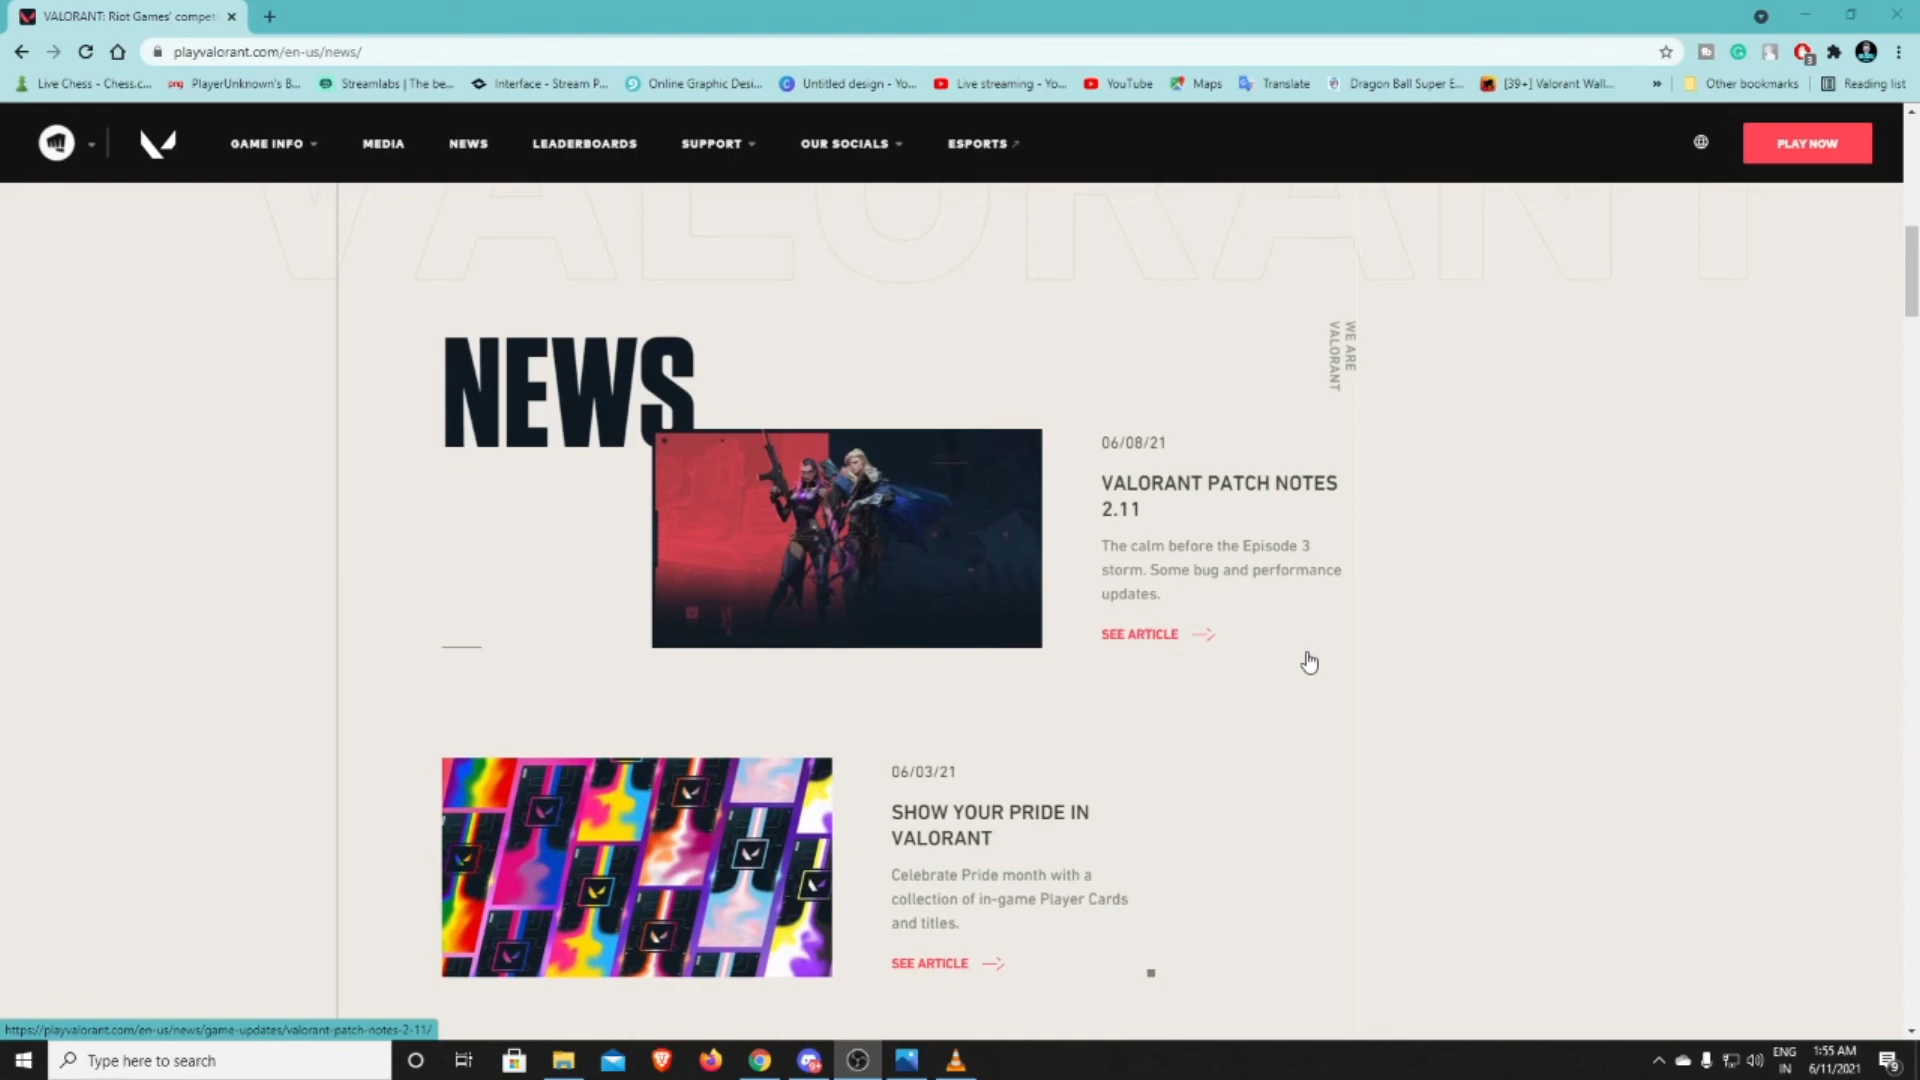 VALORANT: Riot Games' compet
playvalorant.com/en-us/news/
Live Chess - Chess.c...
PlayerUnknown's B...
Streamlabs | The be...
Interface - Stream P...
Online Graphic Desi...
Untitled design - Yo...
Live streaming - Yo...
YouTube
Maps
Translate
Dragon Ball Super E...
[39+] Valorant Wall...
»
Other bookmarks
Reading list
GAME INFO
MEDIA
NEWS
LEADERBOARDS
SUPPORT
OUR SOCIALS
ESPORTS
PLAY NOW
VALORANT
NEWS
WE ARE
VALORANT
06/08/21
VALORANT PATCH NOTES
2.11
The calm before the Episode 3
storm. Some bug and performance
updates.
SEE ARTICLE
06/03/21
SHOW YOUR PRIDE IN
VALORANT
Celebrate Pride month with a
collection of in-game Player Cards
and titles.
SEE ARTICLE
https://playvalorant.com/en-us/news/game-updates/valorant-patch-notes-2-11/
Type here to search
ENG
IN
1:55 AM
6/11/2021